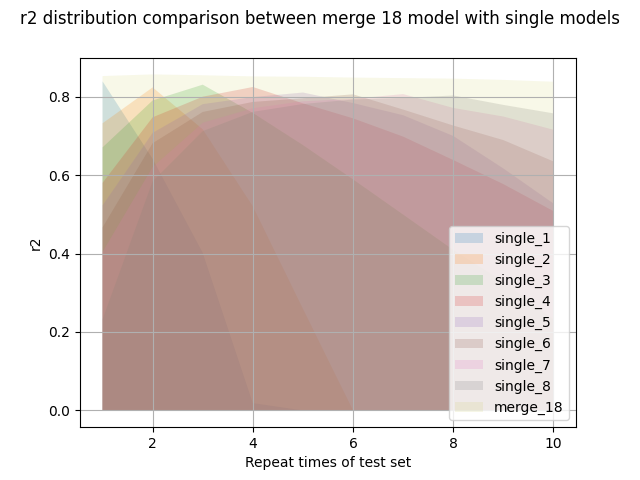 r2 distribution comparison between merge 18 model with single models
0.8
0.6
r2
0.4
0.2
0.0
single_1
single_2
single_3
single_4
single_5
single_6
single_7
single_8
merge_18
2
4
6
8
10
Repeat times of test set